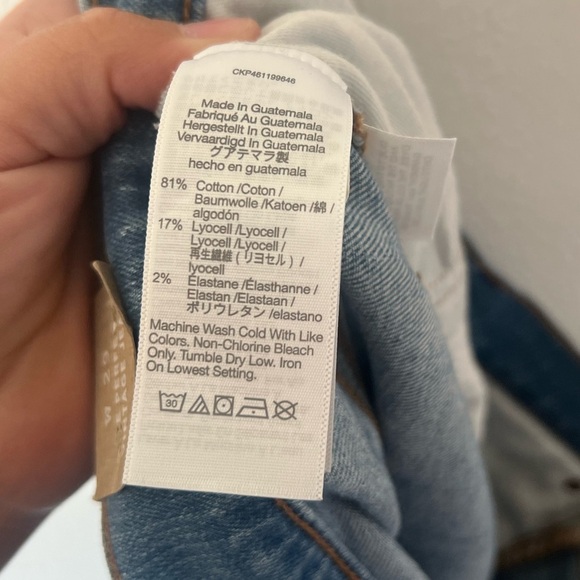 CKP461199646
Made In Guatemala
Fabriqué Au Guatemala
Hergestellt In Guatemala
Vervaardigd In Guatemala
グアテマラ製
hecho en guatemala
81% Cotton /Coton /
Baumwolle /Katoen /綿 /
algodón
17% Lyocell /Lyocell /
Lyocell /Lyocell /
再生繊維 ( リヨセル ) /
lyocell
2% Élastane /Élasthanne /
Elastan /Elastaan /
ポリウレタン /elastano
Machine Wash Cold With Like
Colors. Non-Chlorine Bleach
Only. Tumble Dry Low. Iron
On Lowest Setting.
30